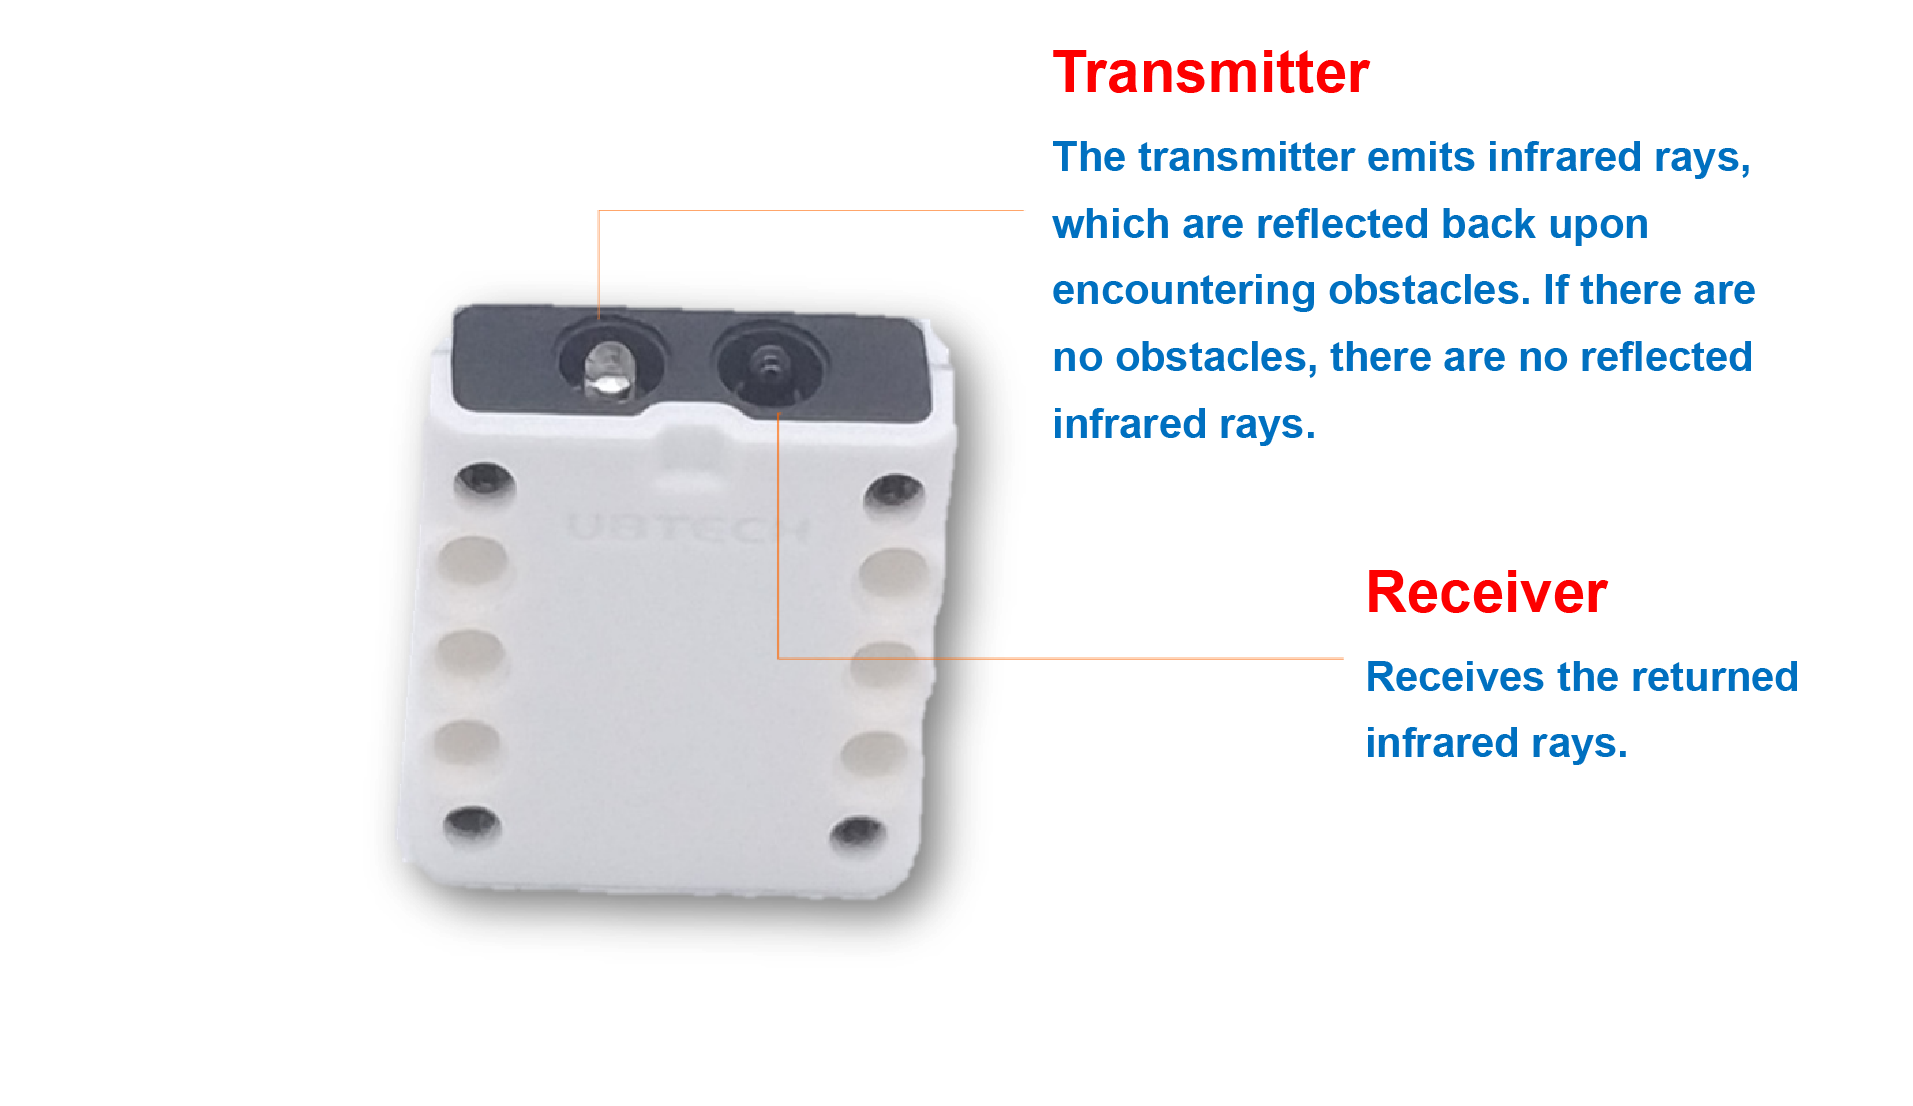 Transmitter
The transmitter emits infrared rays,
which are reflected back upon
encountering obstacles. If there are
no obstacles, there are no reflected
infrared rays.
UBTECH
Receiver
Receives the returned
infrared rays.